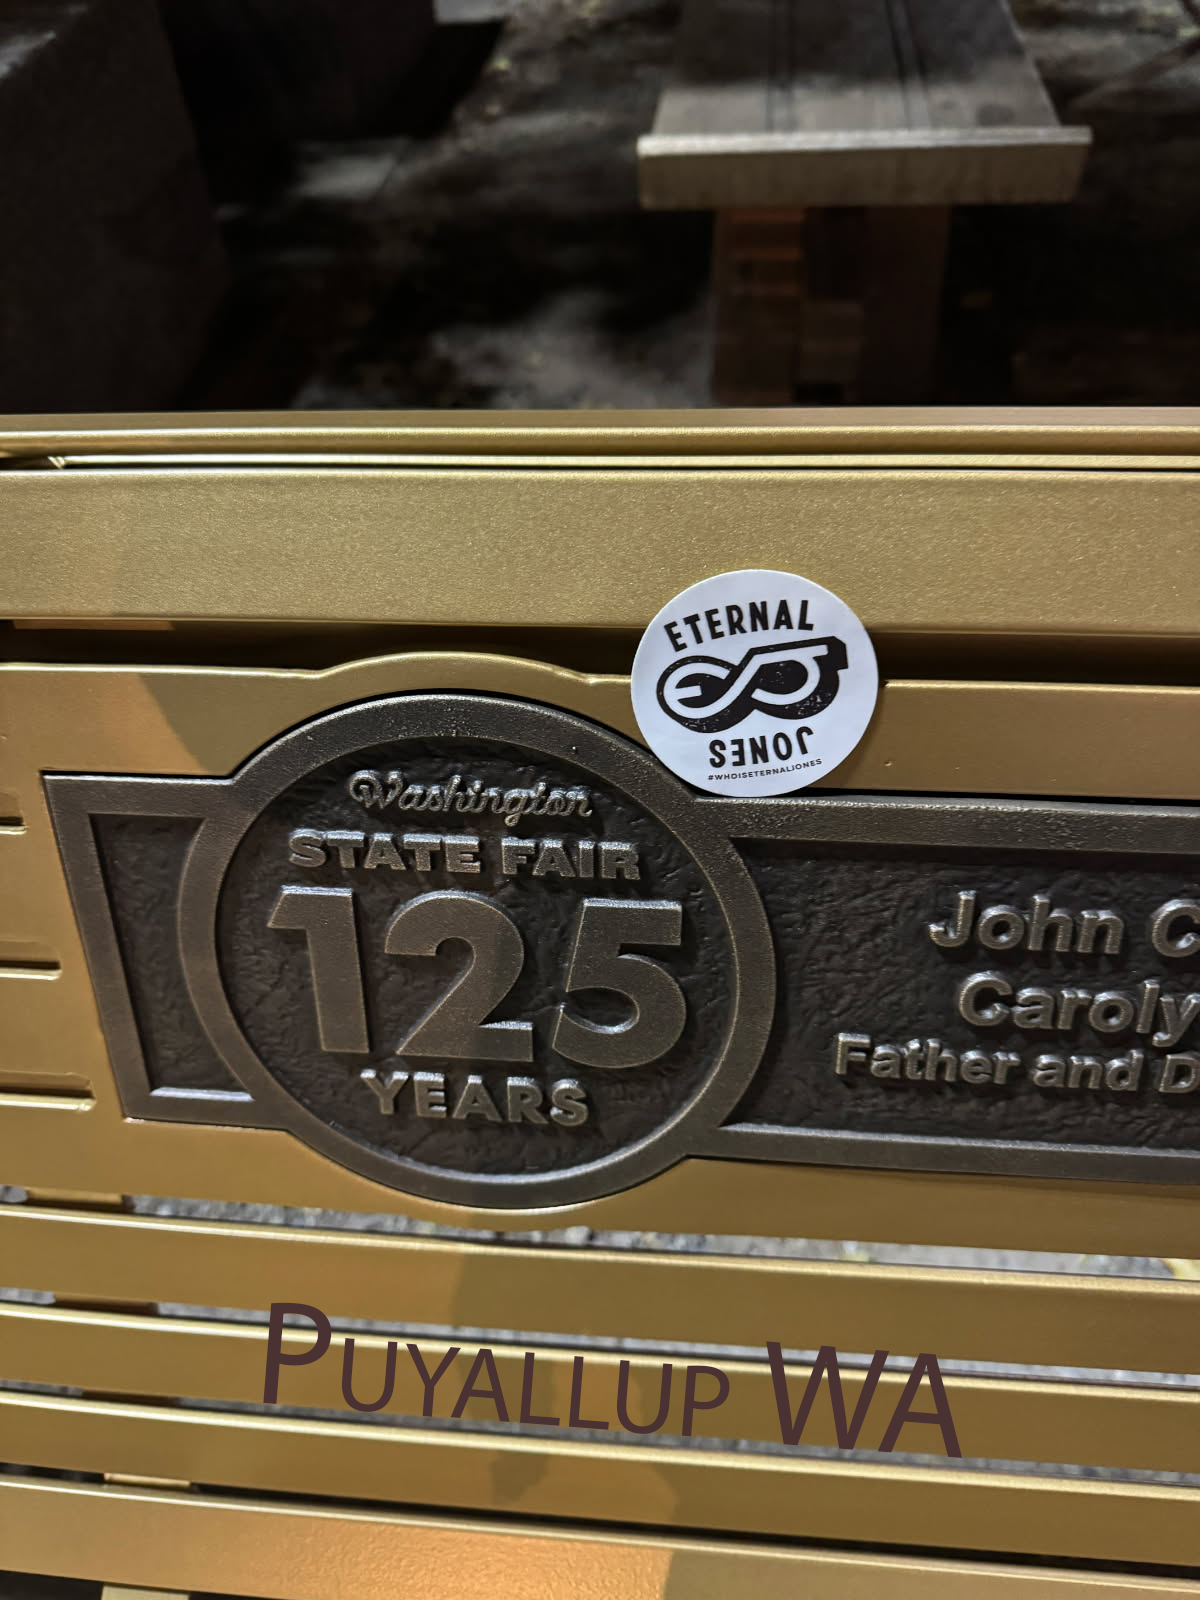 ETERNAL
JONES
#WHOISETERNALJONES
Washington
STATE FAIR
125
YEARS
John C
Caroly
Father and D
PUYALLUP WA